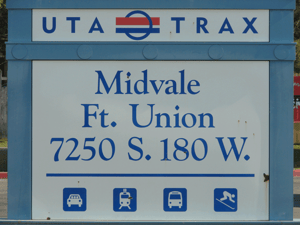 UTA TRAX
Midvale
Ft. Union
7250 S. 180 W.